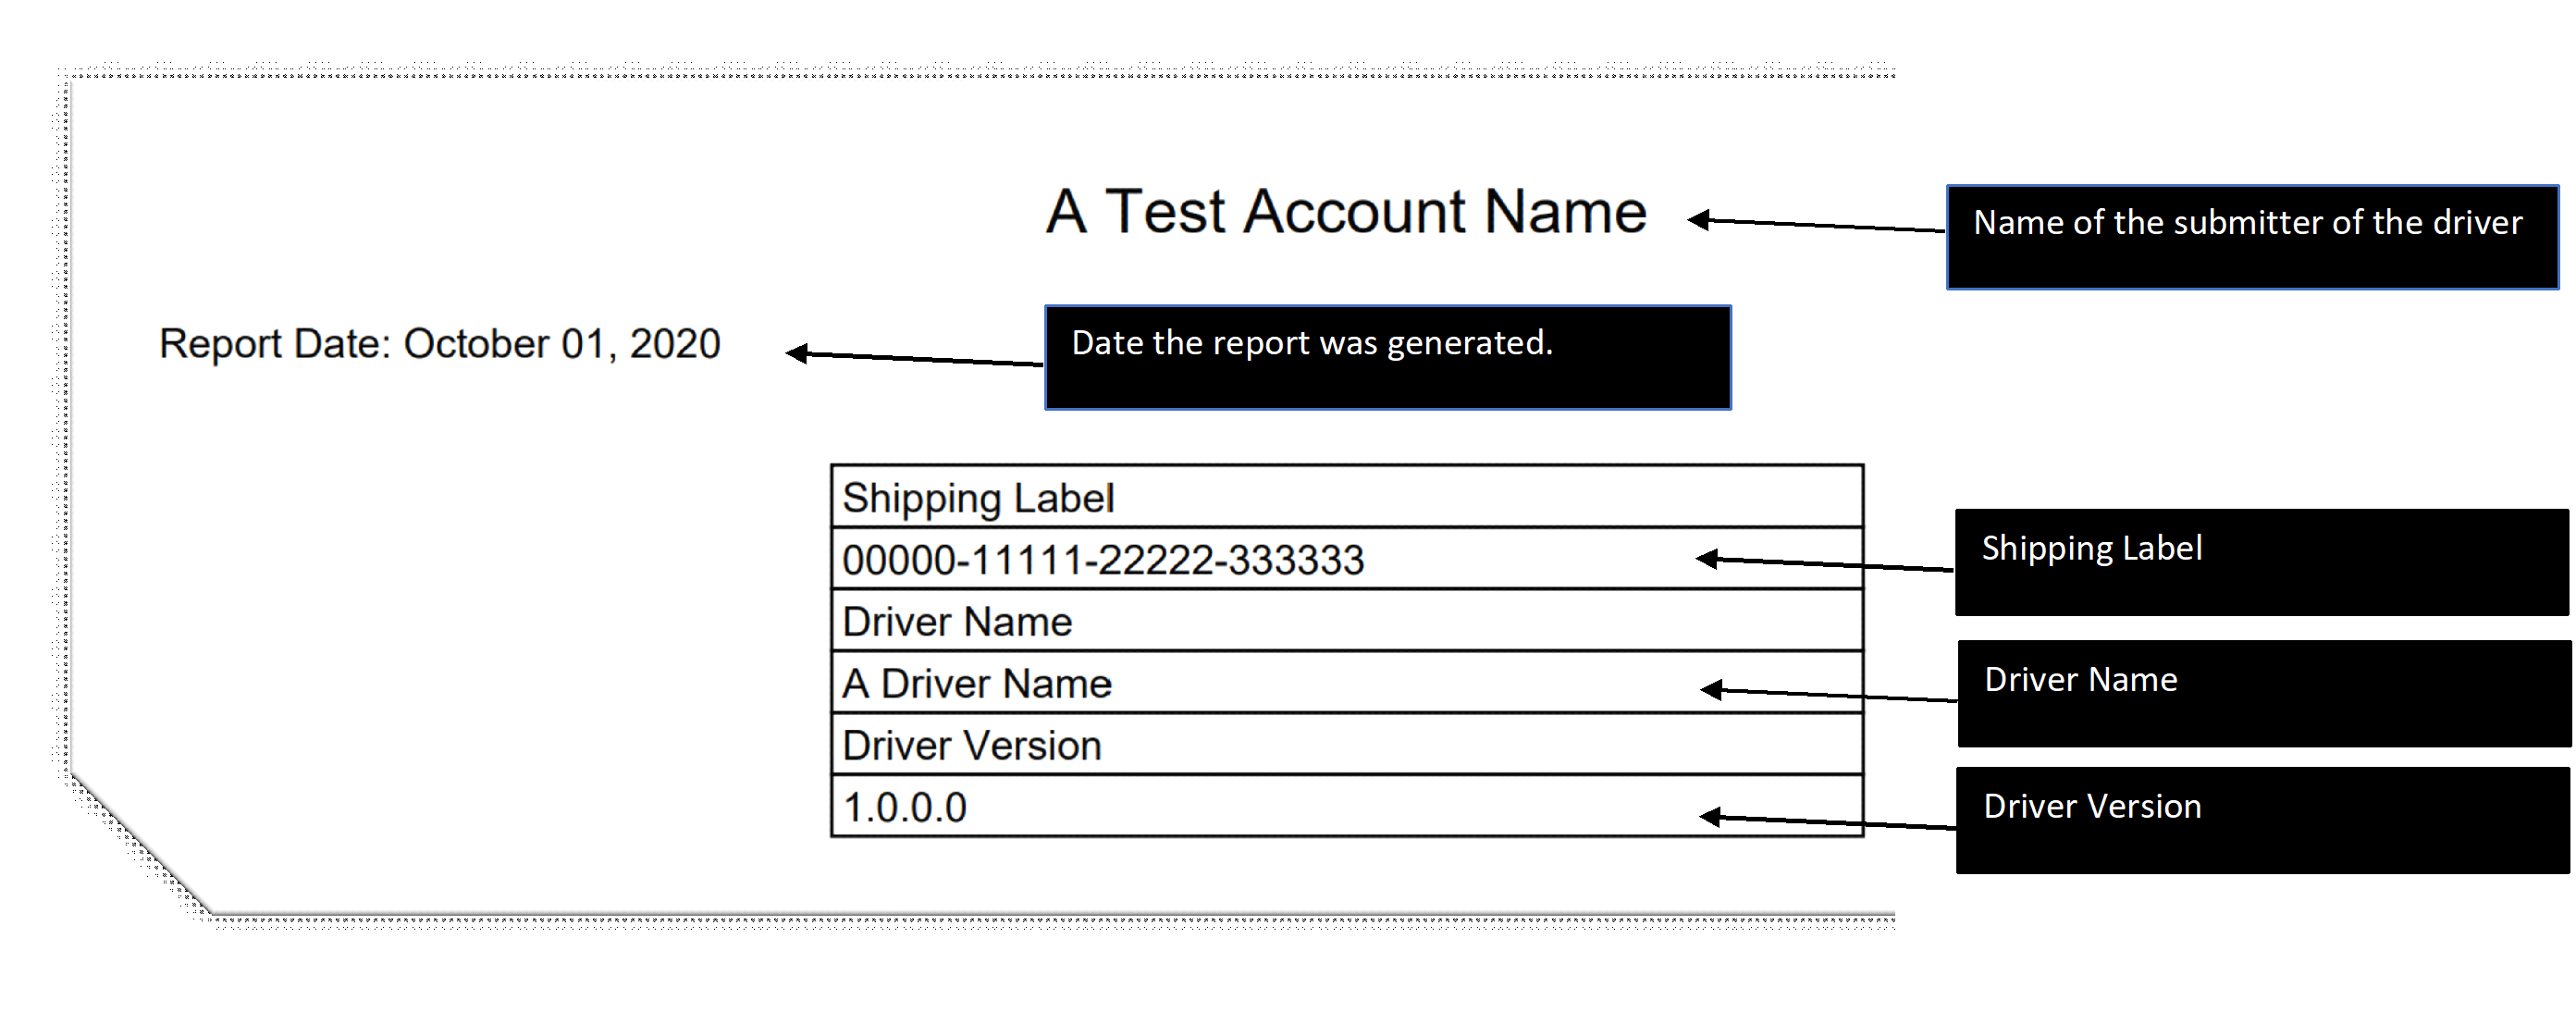 A Test Account Name
Name of the submitter of the driver
Report Date: October 01, 2020
Date the report was generated.
Shipping Label
00000-11111-22222-333333
Shipping Label
Driver Name
A Driver Name
Driver Name
Driver Version
1.0.0.0
Driver Version